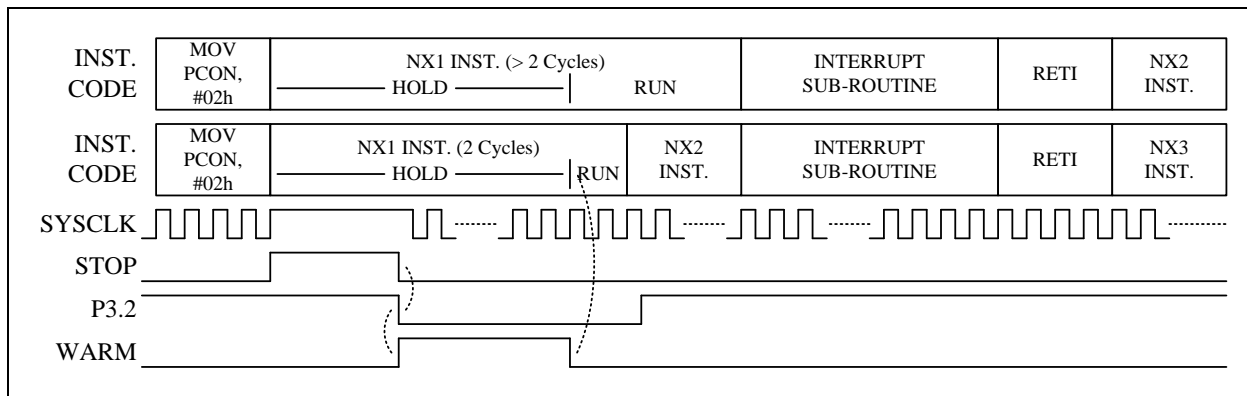 INST. CODE
MOV PCON, #02h
NX1 INST. (> 2 Cycles)
HOLD
RUN
INTERRUPT SUB-ROUTINE
RETI
NX2 INST.
INST. CODE
MOV PCON, #02h
NX1 INST. (2 Cycles)
HOLD
RUN
NX2 INST.
INTERRUPT SUB-ROUTINE
RETI
NX3 INST.
SYSCLK
STOP
P3.2
WARM